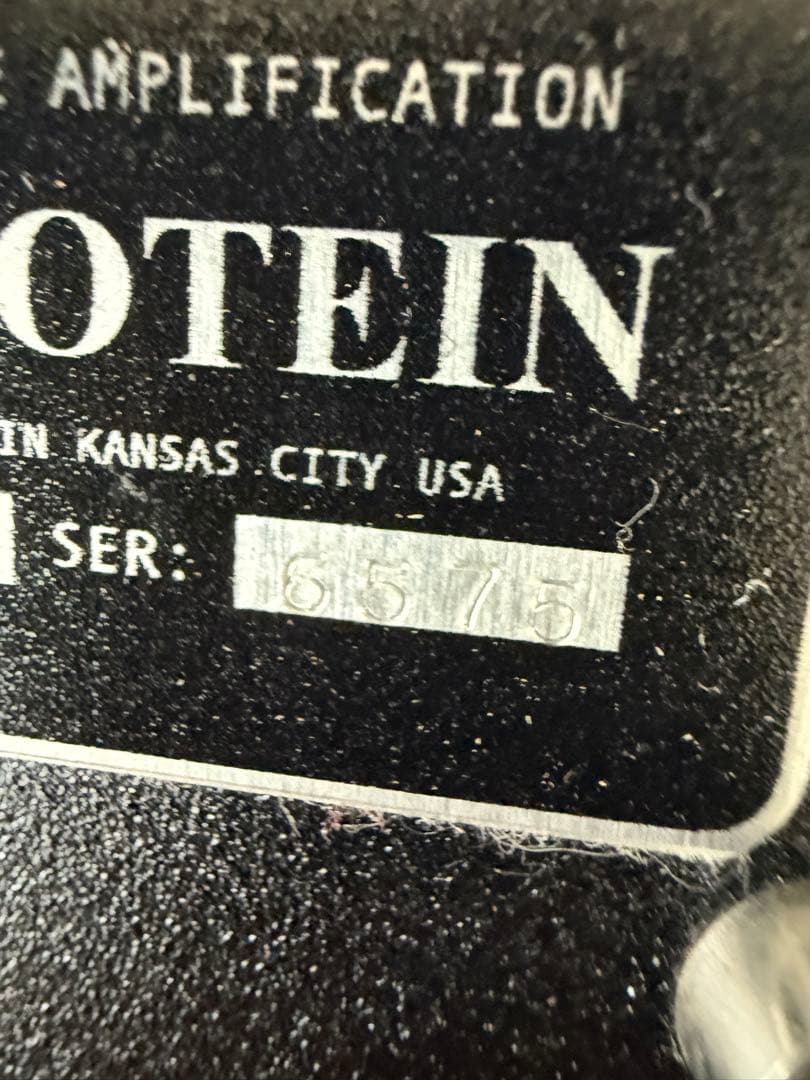 AMPLIFICATION
OTEIN
IN KANSAS CITY USA
SER: 6575